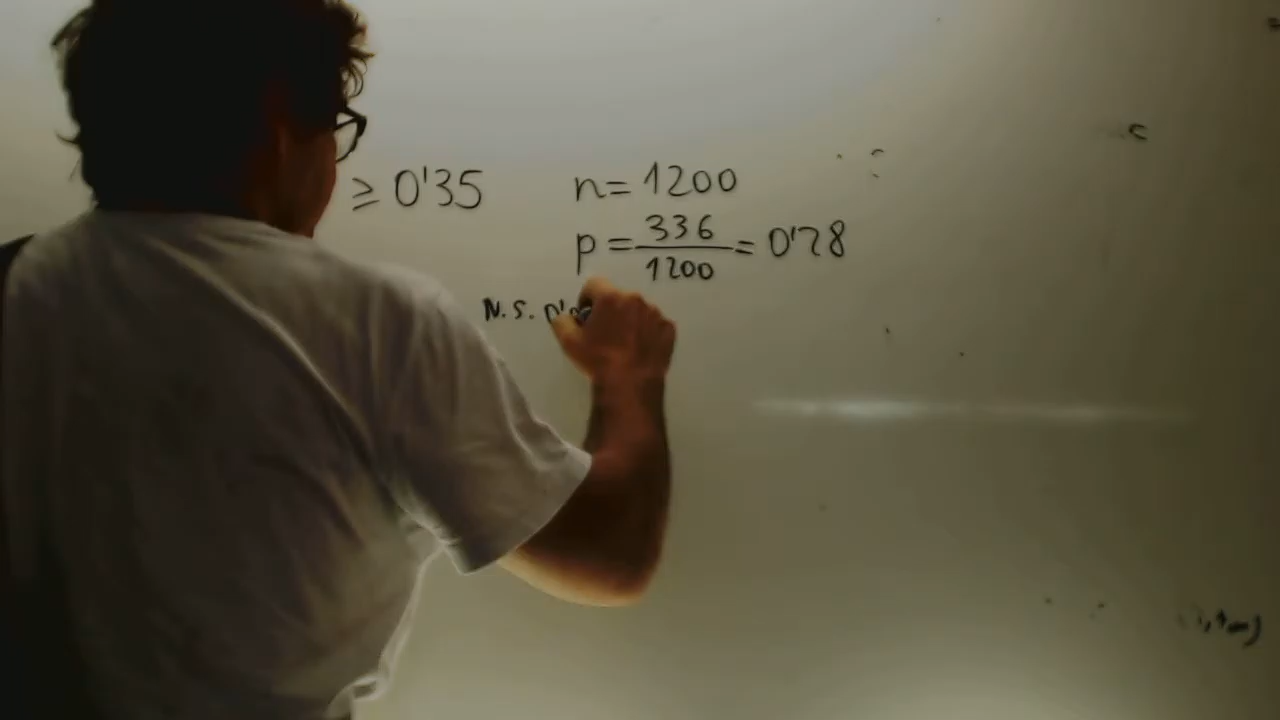 ≥ 0'35
n = 1200
p = 336/1200 = 0'28
N.S.